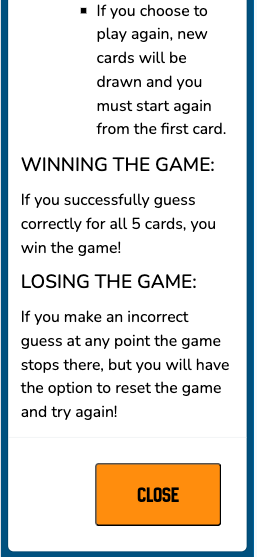 ▪ If you choose to
play again, new
cards will be
drawn and you
must start again
from the first card.
WINNING THE GAME:
If you successfully guess
correctly for all 5 cards, you
win the game!
LOSING THE GAME:
If you make an incorrect
guess at any point the game
stops there, but you will have
the option to reset the game
and try again!
CLOSE